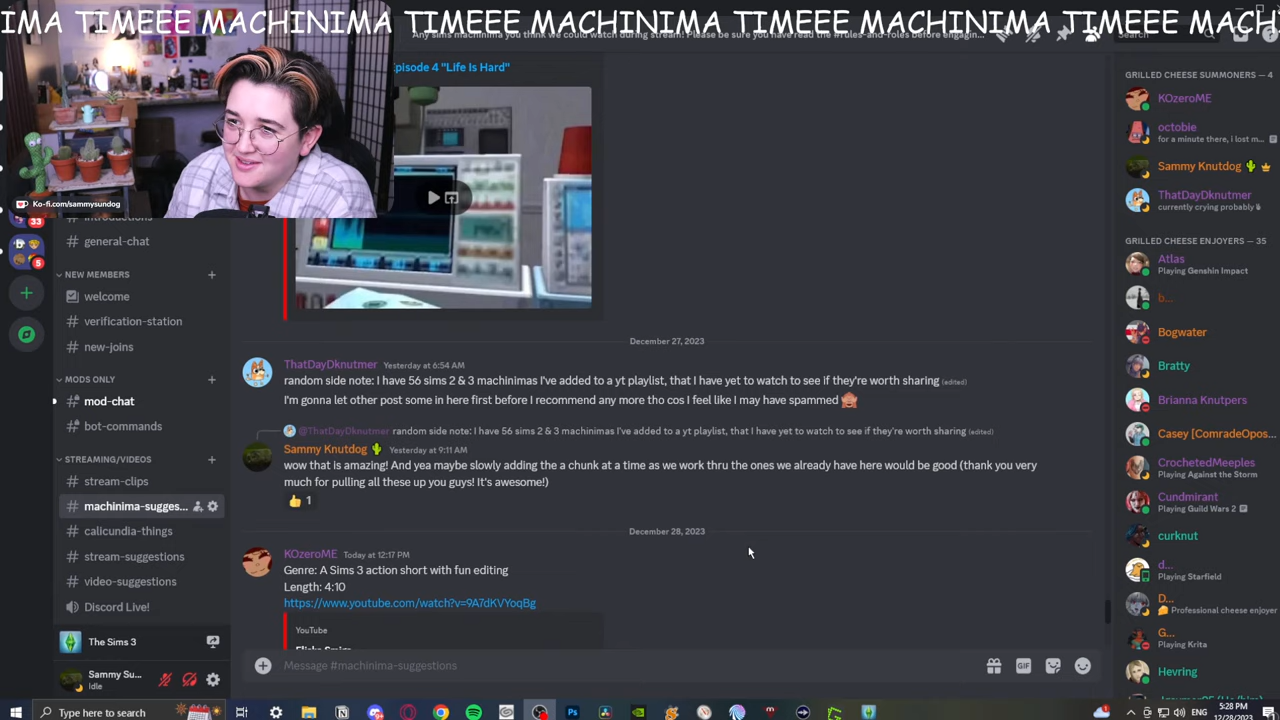 IMA TIMEEE MACHINIMA TIMEEE MACHINIMA TIMEEE MACHINIMA TIMEEE MACH
Any sims machinima you think we could watch during stream! Please be sure you have read the #rules-and-roles before engagin...
Search
Ko-fi.com/sammysundog
33
5
general-chat
NEW MEMBERS
welcome
verification-station
new-joins
MODS ONLY
mod-chat
bot-commands
STREAMING/VIDEOS
stream-clips
machinima-sugges...
calicundia-things
stream-suggestions
video-suggestions
Discord Live!
The Sims 3
Sammy Su...
Idle
Episode 4 "Life Is Hard"
December 27, 2023
ThatDayDknutmer Yesterday at 6:54 AM
random side note: I have 56 sims 2 & 3 machinimas I've added to a yt playlist, that I have yet to watch to see if they're worth sharing (edited)
I'm gonna let other post some in here first before I recommend any more tho cos I feel like I may have spammed
@ThatDayDknutmer random side note: I have 56 sims 2 & 3 machinimas I've added to a yt playlist, that I have yet to watch to see if they're worth sharing (edited)
Sammy Knutdog Yesterday at 9:11 AM
wow that is amazing! And yea maybe slowly adding the a chunk at a time as we work thru the ones we already have here would be good (thank you very
much for pulling all these up you guys! It's awesome!)
1
December 28, 2023
KOzeroME Today at 12:17 PM
Genre: A Sims 3 action short with fun editing
Length: 4:10
https://www.youtube.com/watch?v=9A7dKVYoqBg
YouTube
Message #machinima-suggestions
GIF
GRILLED CHEESE SUMMONERS — 4
KOzeroME
octobie
for a minute there, i lost m...
Sammy Knutdog
ThatDayDknutmer
currently crying probably
GRILLED CHEESE ENJOYERS — 35
Atlas
Playing Genshin Impact
b...
Bogwater
Bratty
Brianna Knutpers
Casey [ComradeOpos...
CrochetedMeeples
Playing Against the Storm
Cundmirant
Playing Guild Wars 2
curknut
d...
Playing Starfield
D...
Professional cheese enjoyer
G...
Playing Krita
Hevring
Type here to search
5:28 PM
12/28/2023